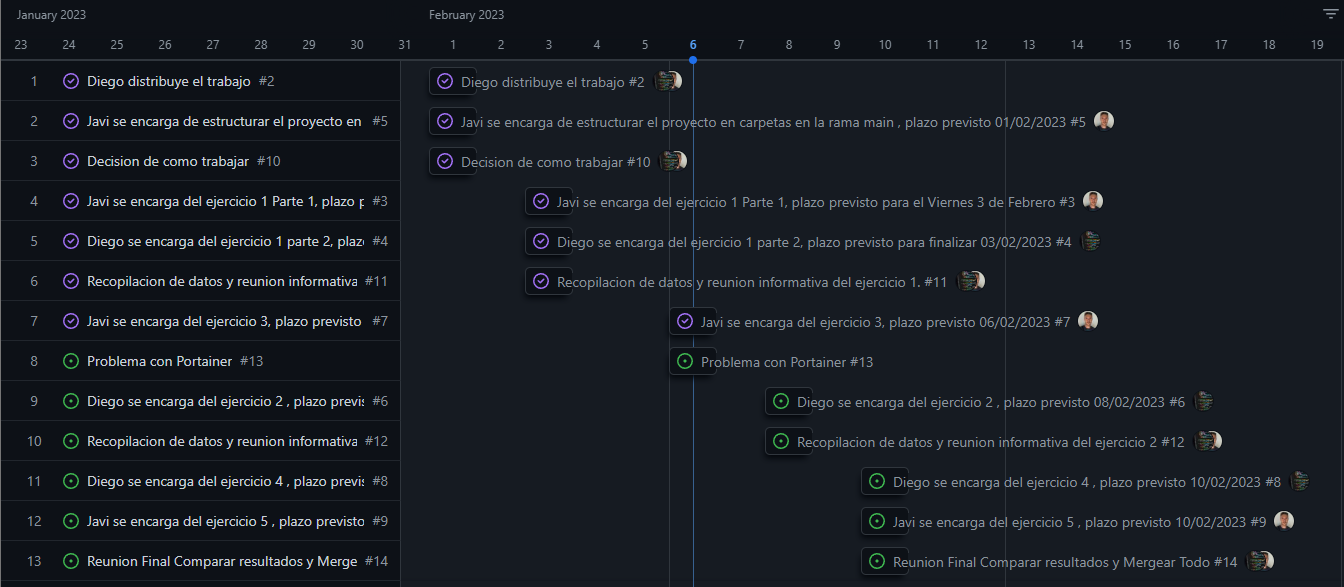 January 2023 February 2023
23 24 25 26 27 28 29 30 31 1 2 3 4 5 6 7 8 9 10 11 12 13 14 15 16 17 18 19
1 Diego distribuye el trabajo #2 Diego distribuye el trabajo #2
2 Javi se encarga de estructurar el proyecto en #5 Javi se encarga de estructurar el proyecto en carpetas en la rama main , plazo previsto 01/02/2023 #5
3 Decision de como trabajar #10 Decision de como trabajar #10
4 Javi se encarga del ejercicio 1 Parte 1, plazo p #3 Javi se encarga del ejercicio 1 Parte 1, plazo previsto para el Viernes 3 de Febrero #3
5 Diego se encarga del ejercicio 1 parte 2, plaz #4 Diego se encarga del ejercicio 1 parte 2, plazo previsto para finalizar 03/02/2023 #4
6 Recopilacion de datos y reunion informativa #11 Recopilacion de datos y reunion informativa del ejercicio 1. #11
7 Javi se encarga del ejercicio 3, plazo previsto #7 Javi se encarga del ejercicio 3, plazo previsto 06/02/2023 #7
8 Problema con Portainer #13 Problema con Portainer #13
9 Diego se encarga del ejercicio 2 , plazo previs #6 Diego se encarga del ejercicio 2 , plazo previsto 08/02/2023 #6
10 Recopilacion de datos y reunion informativa #12 Recopilacion de datos y reunion informativa del ejercicio 2 #12
11 Diego se encarga del ejercicio 4 , plazo previs #8 Diego se encarga del ejercicio 4 , plazo previsto 10/02/2023 #8
12 Javi se encarga del ejercicio 5 , plazo previsto #9 Javi se encarga del ejercicio 5 , plazo previsto 10/02/2023 #9
13 Reunion Final Comparar resultados y Merge #14 Reunion Final Comparar resultados y Mergear Todo #14